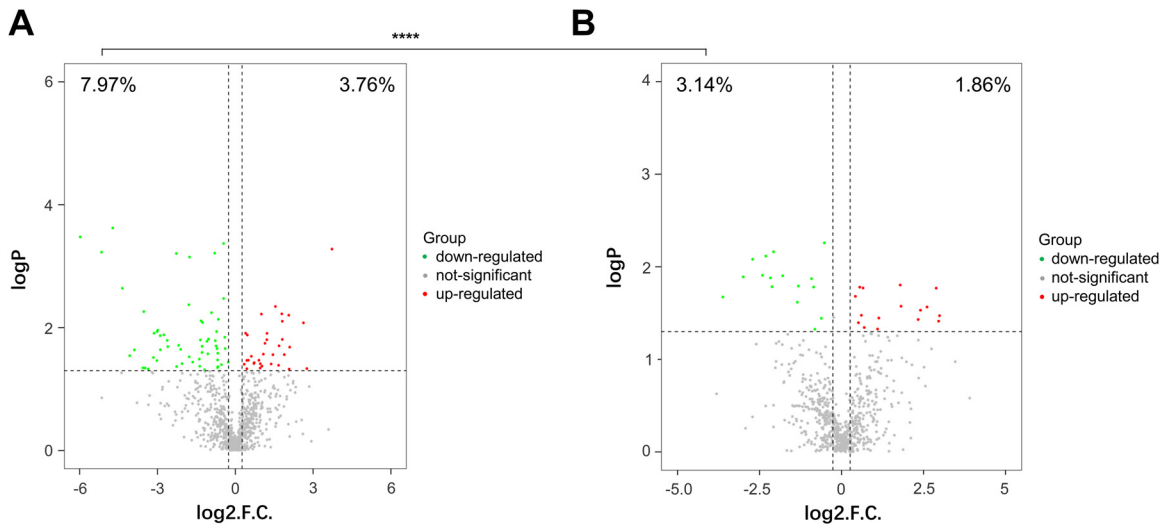 A
B
****
7.97%
3.76%
6
4
2
0
-6
-3
0
3
6
logP
log2.F.C.
Group
down-regulated
not-significant
up-regulated
3.14%
1.86%
4
3
2
1
0
-5.0
-2.5
0
2.5
5
logP
log2.F.C.
Group
down-regulated
not-significant
up-regulated